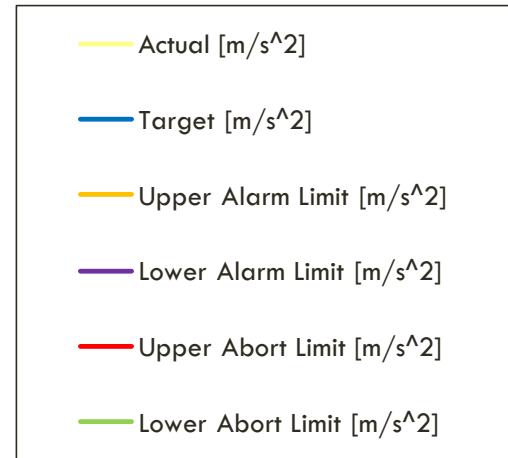 Actual [m/s^2]
Target [m/s^2]
Upper Alarm Limit [m/s^2]
Lower Alarm Limit [m/s^2]
Upper Abort Limit [m/s^2]
Lower Abort Limit [m/s^2]